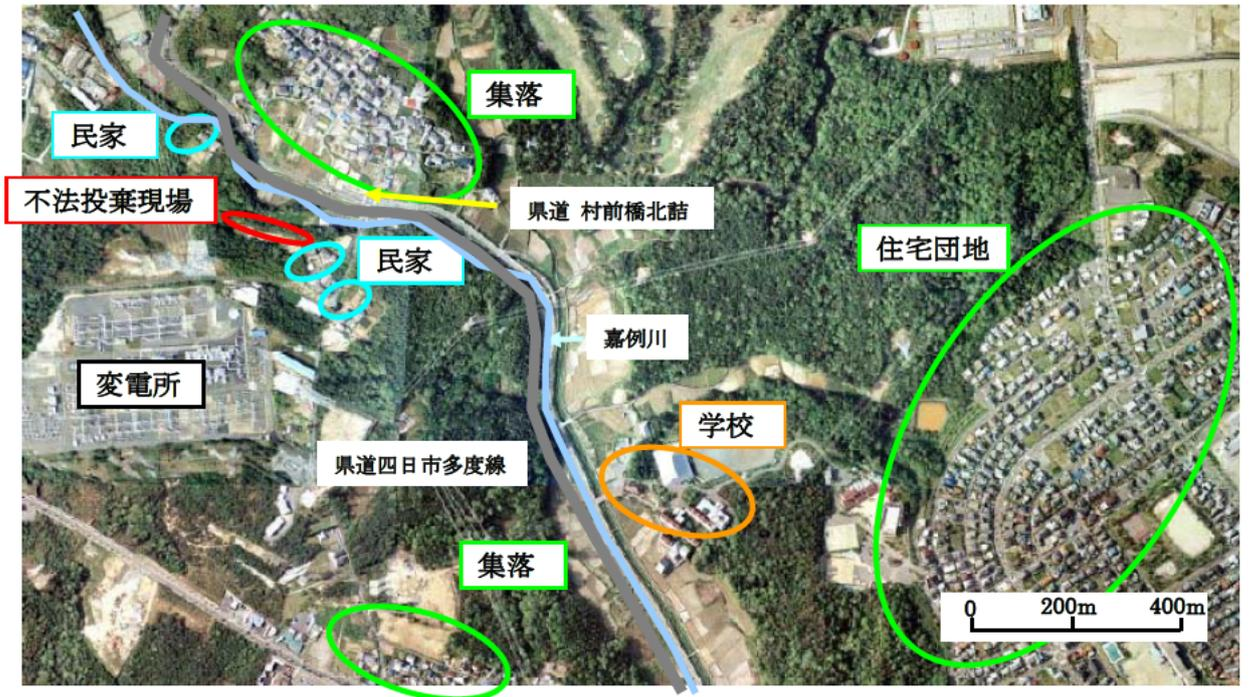 集落
民家
不法投棄現場
県道 村前橋北詰
民家
住宅団地
嘉例川
変電所
学校
県道四日市多度線
集落
0 200m 400m